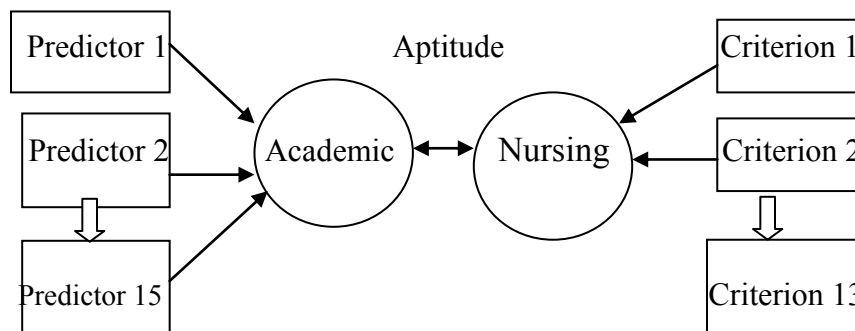 Predictor 1
Aptitude
Criterion 1
Predictor 2
Academic
Nursing
Criterion 2
Predictor 15
Criterion 13